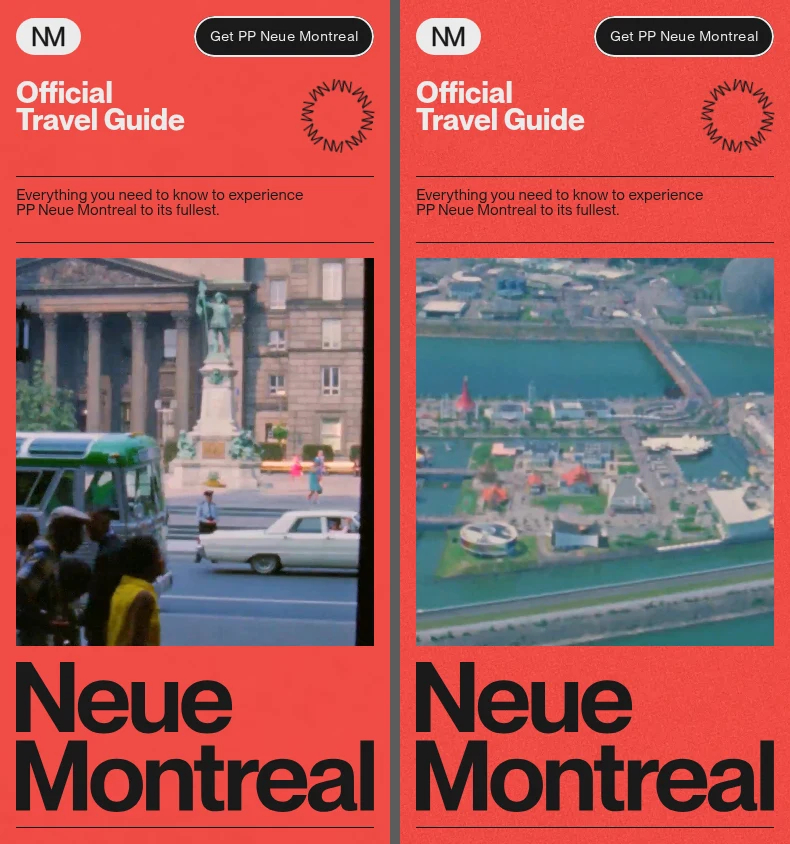 NM
Get PP Neue Montreal
Official
Travel Guide
Everything you need to know to experience
PP Neue Montreal to its fullest.
Neue
Montreal
NM
Get PP Neue Montreal
Official
Travel Guide
Everything you need to know to experience
PP Neue Montreal to its fullest.
Neue
Montreal